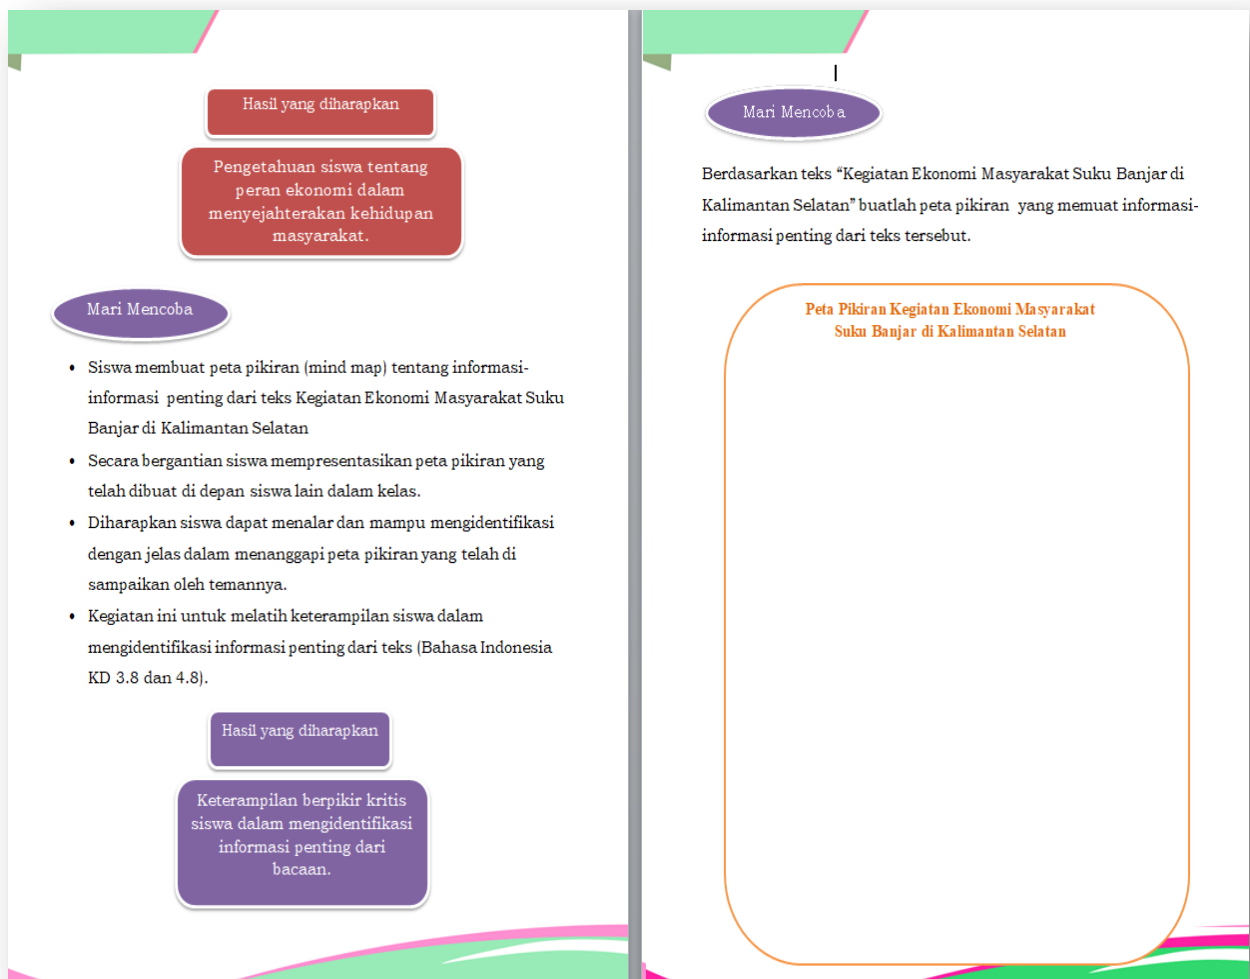 Hasil yang diharapkan
Pengetahuan siswa tentang
peran ekonomi dalam
menyejahterakan kehidupan
masyarakat.
Mari Mencoba
• Siswa membuat peta pikiran (mind map) tentang informasi-
informasi penting dari teks Kegiatan Ekonomi Masyarakat Suku
Banjar di Kalimantan Selatan
• Secara bergantian siswa mempresentasikan peta pikiran yang
telah dibuat di depan siswa lain dalam kelas.
• Diharapkan siswa dapat menalar dan mampu mengidentifikasi
dengan jelas dalam menanggapi peta pikiran yang telah di
sampaikan oleh temannya.
• Kegiatan ini untuk melatih keterampilan siswa dalam
mengidentifikasi informasi penting dari teks (Bahasa Indonesia
KD 3.8 dan 4.8).
Hasil yang diharapkan
Keterampilan berpikir kritis
siswa dalam mengidentifikasi
informasi penting dari
bacaan.
Mari Mencoba
Berdasarkan teks “Kegiatan Ekonomi Masyarakat Suku Banjar di
Kalimantan Selatan” buatlah peta pikiran yang memuat informasi-
informasi penting dari teks tersebut.
Peta Pikiran Kegiatan Ekonomi Masyarakat
Suku Banjar di Kalimantan Selatan